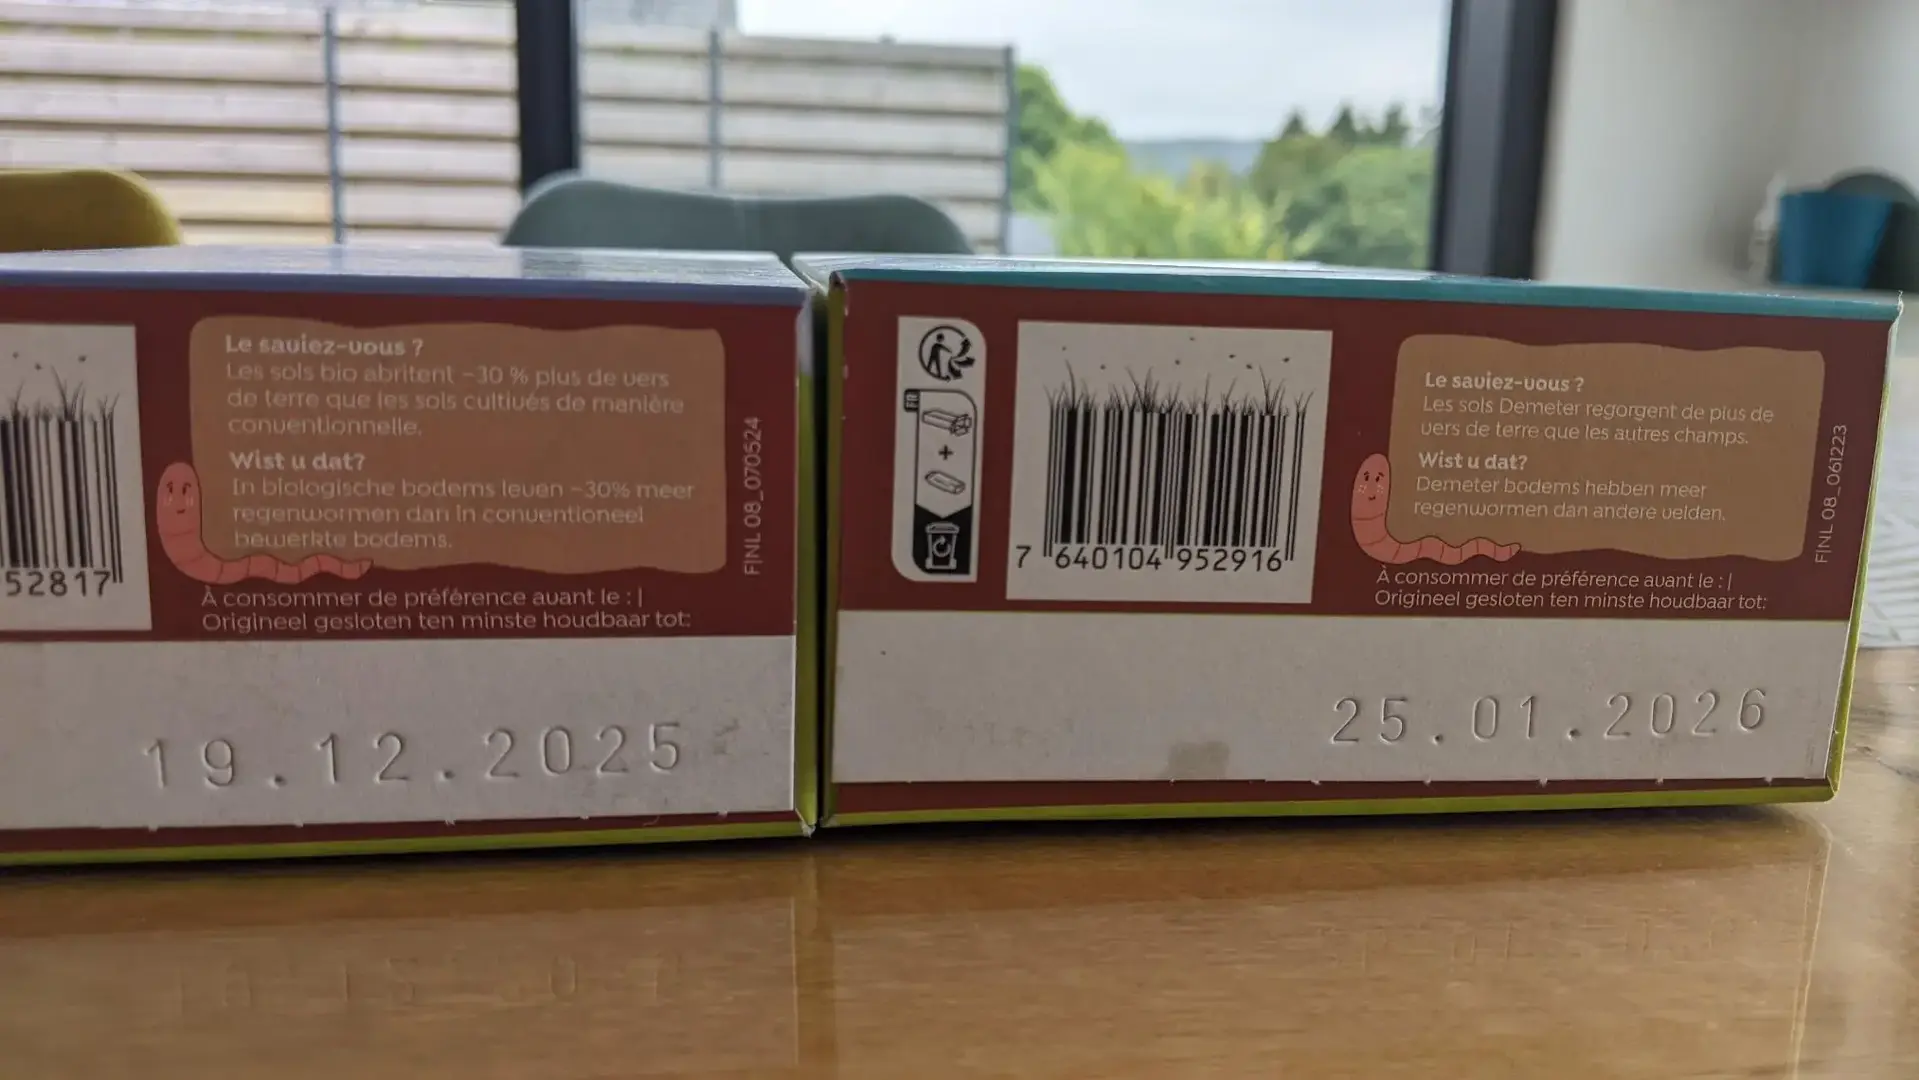 Le saviez-vous ?
Les sols bio abritent ~30 % plus de vers
de terre que les sols cultivés de manière
conventionnelle.
Wist u dat?
In biologische bodems leven ~30% meer
regenwormen dan in conventioneel
bewerkte bodems.
52817
À consommer de préférence avant le : |
Origineel gesloten ten minste houdbaar tot:
F|NL 08_070524
19.12.2025
FR
+
7 640104 952916
Le saviez-vous ?
Les sols Demeter regorgent de plus de
vers de terre que les autres champs.
Wist u dat?
Demeter bodems hebben meer
regenwormen dan andere velden.
À consommer de préférence avant le : |
Origineel gesloten ten minste houdbaar tot:
F|NL 08_061223
25.01.2026